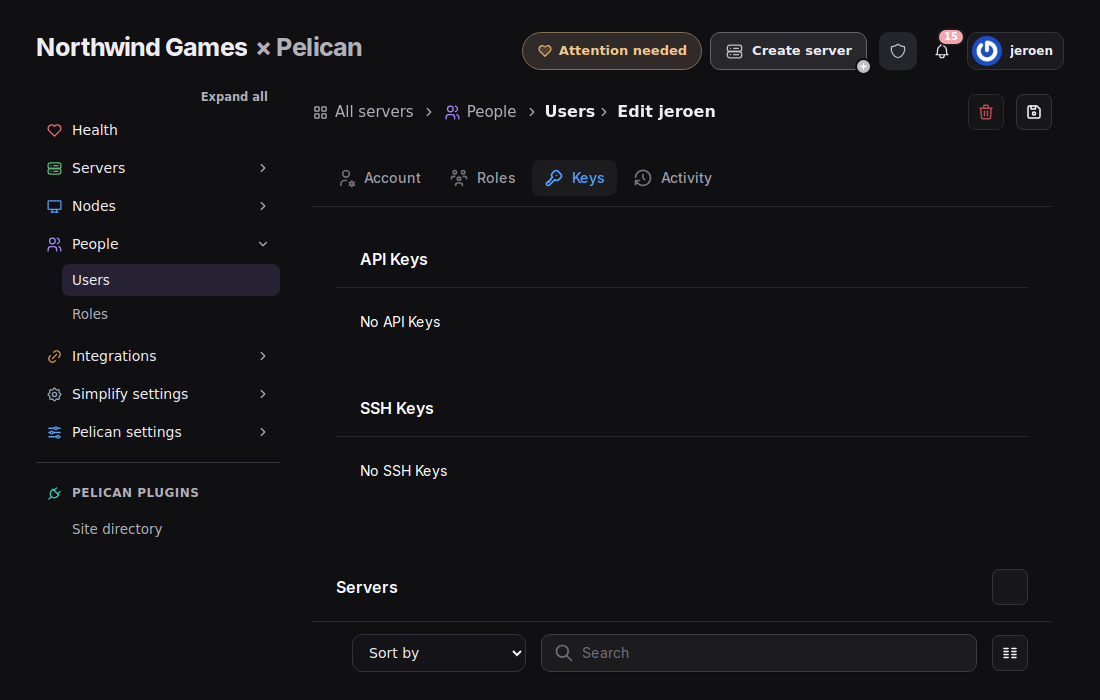 Northwind Games × Pelican
Attention needed
Create server
15
jeroen
Expand all
Health
Servers
Nodes
People
Users
Roles
Integrations
Simplify settings
Pelican settings
PELICAN PLUGINS
Site directory
All servers > People > Users > Edit jeroen
Account
Roles
Keys
Activity
API Keys
No API Keys
SSH Keys
No SSH Keys
Servers
Sort by
Search